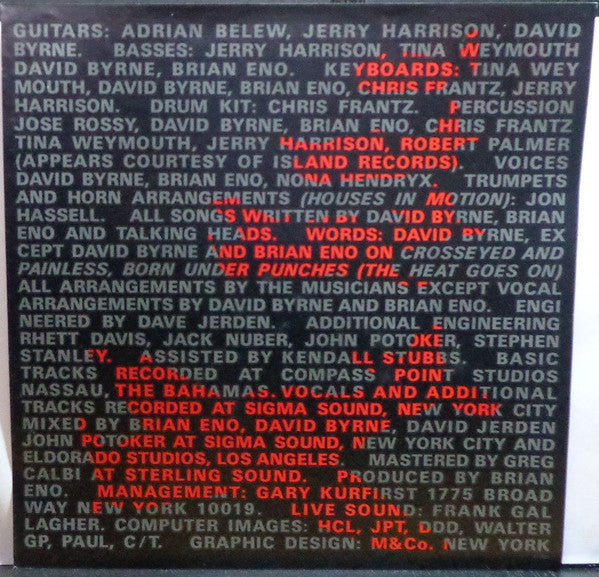 GUITARS: ADRIAN BELEW, JERRY HARRISON, DAVID
BYRNE. BASSES: JERRY HARRISON, TINA WEYMOUTH
DAVID BYRNE, BRIAN ENO. KEYBOARDS: TINA WEY
MOUTH, DAVID BYRNE, BRIAN ENO, CHRIS FRANTZ, JERRY
HARRISON. DRUM KIT: CHRIS FRANTZ. PERCUSSION
JOSE ROSSY, DAVID BYRNE, BRIAN ENO, CHRIS FRANTZ
TINA WEYMOUTH, JERRY HARRISON, ROBERT PALMER
(APPEARS COURTESY OF ISLAND RECORDS). VOICES
DAVID BYRNE, BRIAN ENO, NONA HENDRYX. TRUMPETS
AND HORN ARRANGEMENTS (HOUSES IN MOTION): JON
HASSELL. ALL SONGS WRITTEN BY DAVID BYRNE, BRIAN
ENO AND TALKING HEADS. WORDS: DAVID BYRNE, EX
CEPT DAVID BYRNE AND BRIAN ENO ON CROSSEYED AND
PAINLESS, BORN UNDER PUNCHES (THE HEAT GOES ON)
ALL ARRANGEMENTS BY THE MUSICIANS EXCEPT VOCAL
ARRANGEMENTS BY DAVID BYRNE AND BRIAN ENO. ENGI
NEERED BY DAVE JERDEN. ADDITIONAL ENGINEERING
RHETT DAVIS, JACK NUBER, JOHN POTOKER, STEPHEN
STANLEY. ASSISTED BY KENDALL STUBBS. BASIC
TRACKS RECORDED AT COMPASS POINT STUDIOS
NASSAU, THE BAHAMAS. VOCALS AND ADDITIONAL
TRACKS RECORDED AT SIGMA SOUND, NEW YORK CITY
MIXED BY BRIAN ENO, DAVID BYRNE, DAVID JERDEN
JOHN POTOKER AT SIGMA SOUND, NEW YORK CITY AND
ELDORADO STUDIOS, LOS ANGELES. MASTERED BY GREG
CALBI AT STERLING SOUND. PRODUCED BY BRIAN
ENO. MANAGEMENT: GARY KURFIRST 1775 BROAD
WAY NEW YORK 10019. LIVE SOUND: FRANK GAL
LAGHER. COMPUTER IMAGES: HCL, JPT, DDD, WALTER
GP, PAUL, C/T. GRAPHIC DESIGN: M&Co. NEW YORK